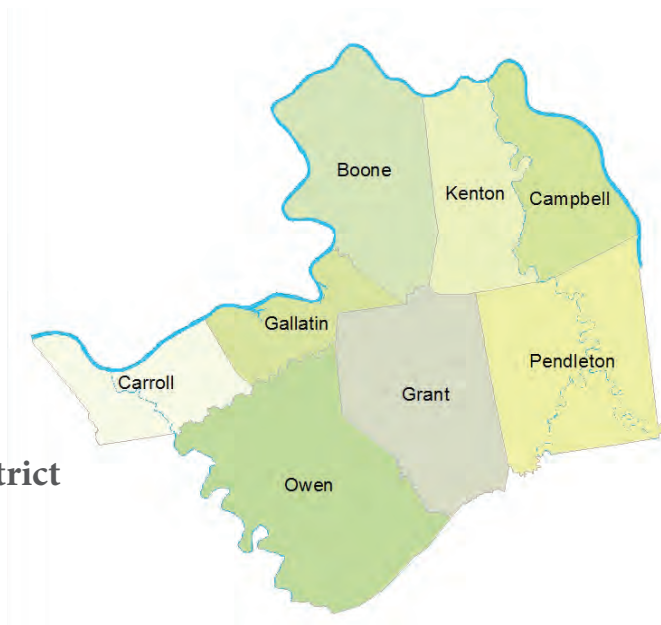 Boone
Kenton
Campbell
Gallatin
Pendleton
Carroll
Grant
trict
Owen